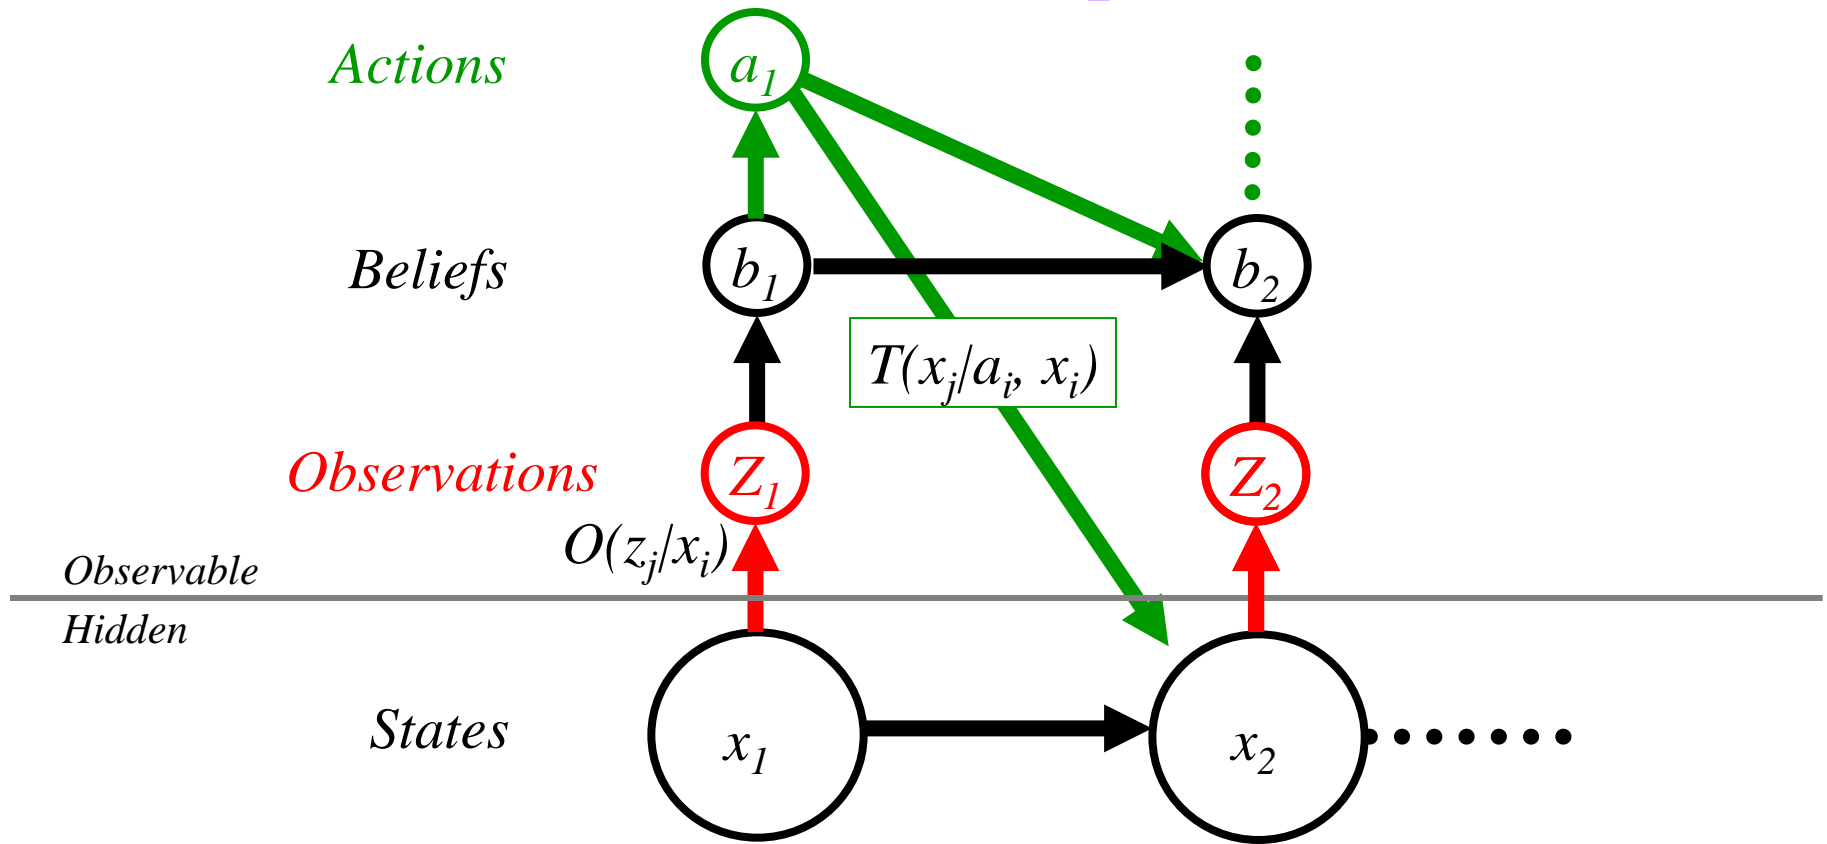 Actions
a1
Beliefs
b1
b2
T(xj/ai, xi)
Observations
Z1
Z2
O(zj/xi)
Observable
Hidden
States
x1
x2